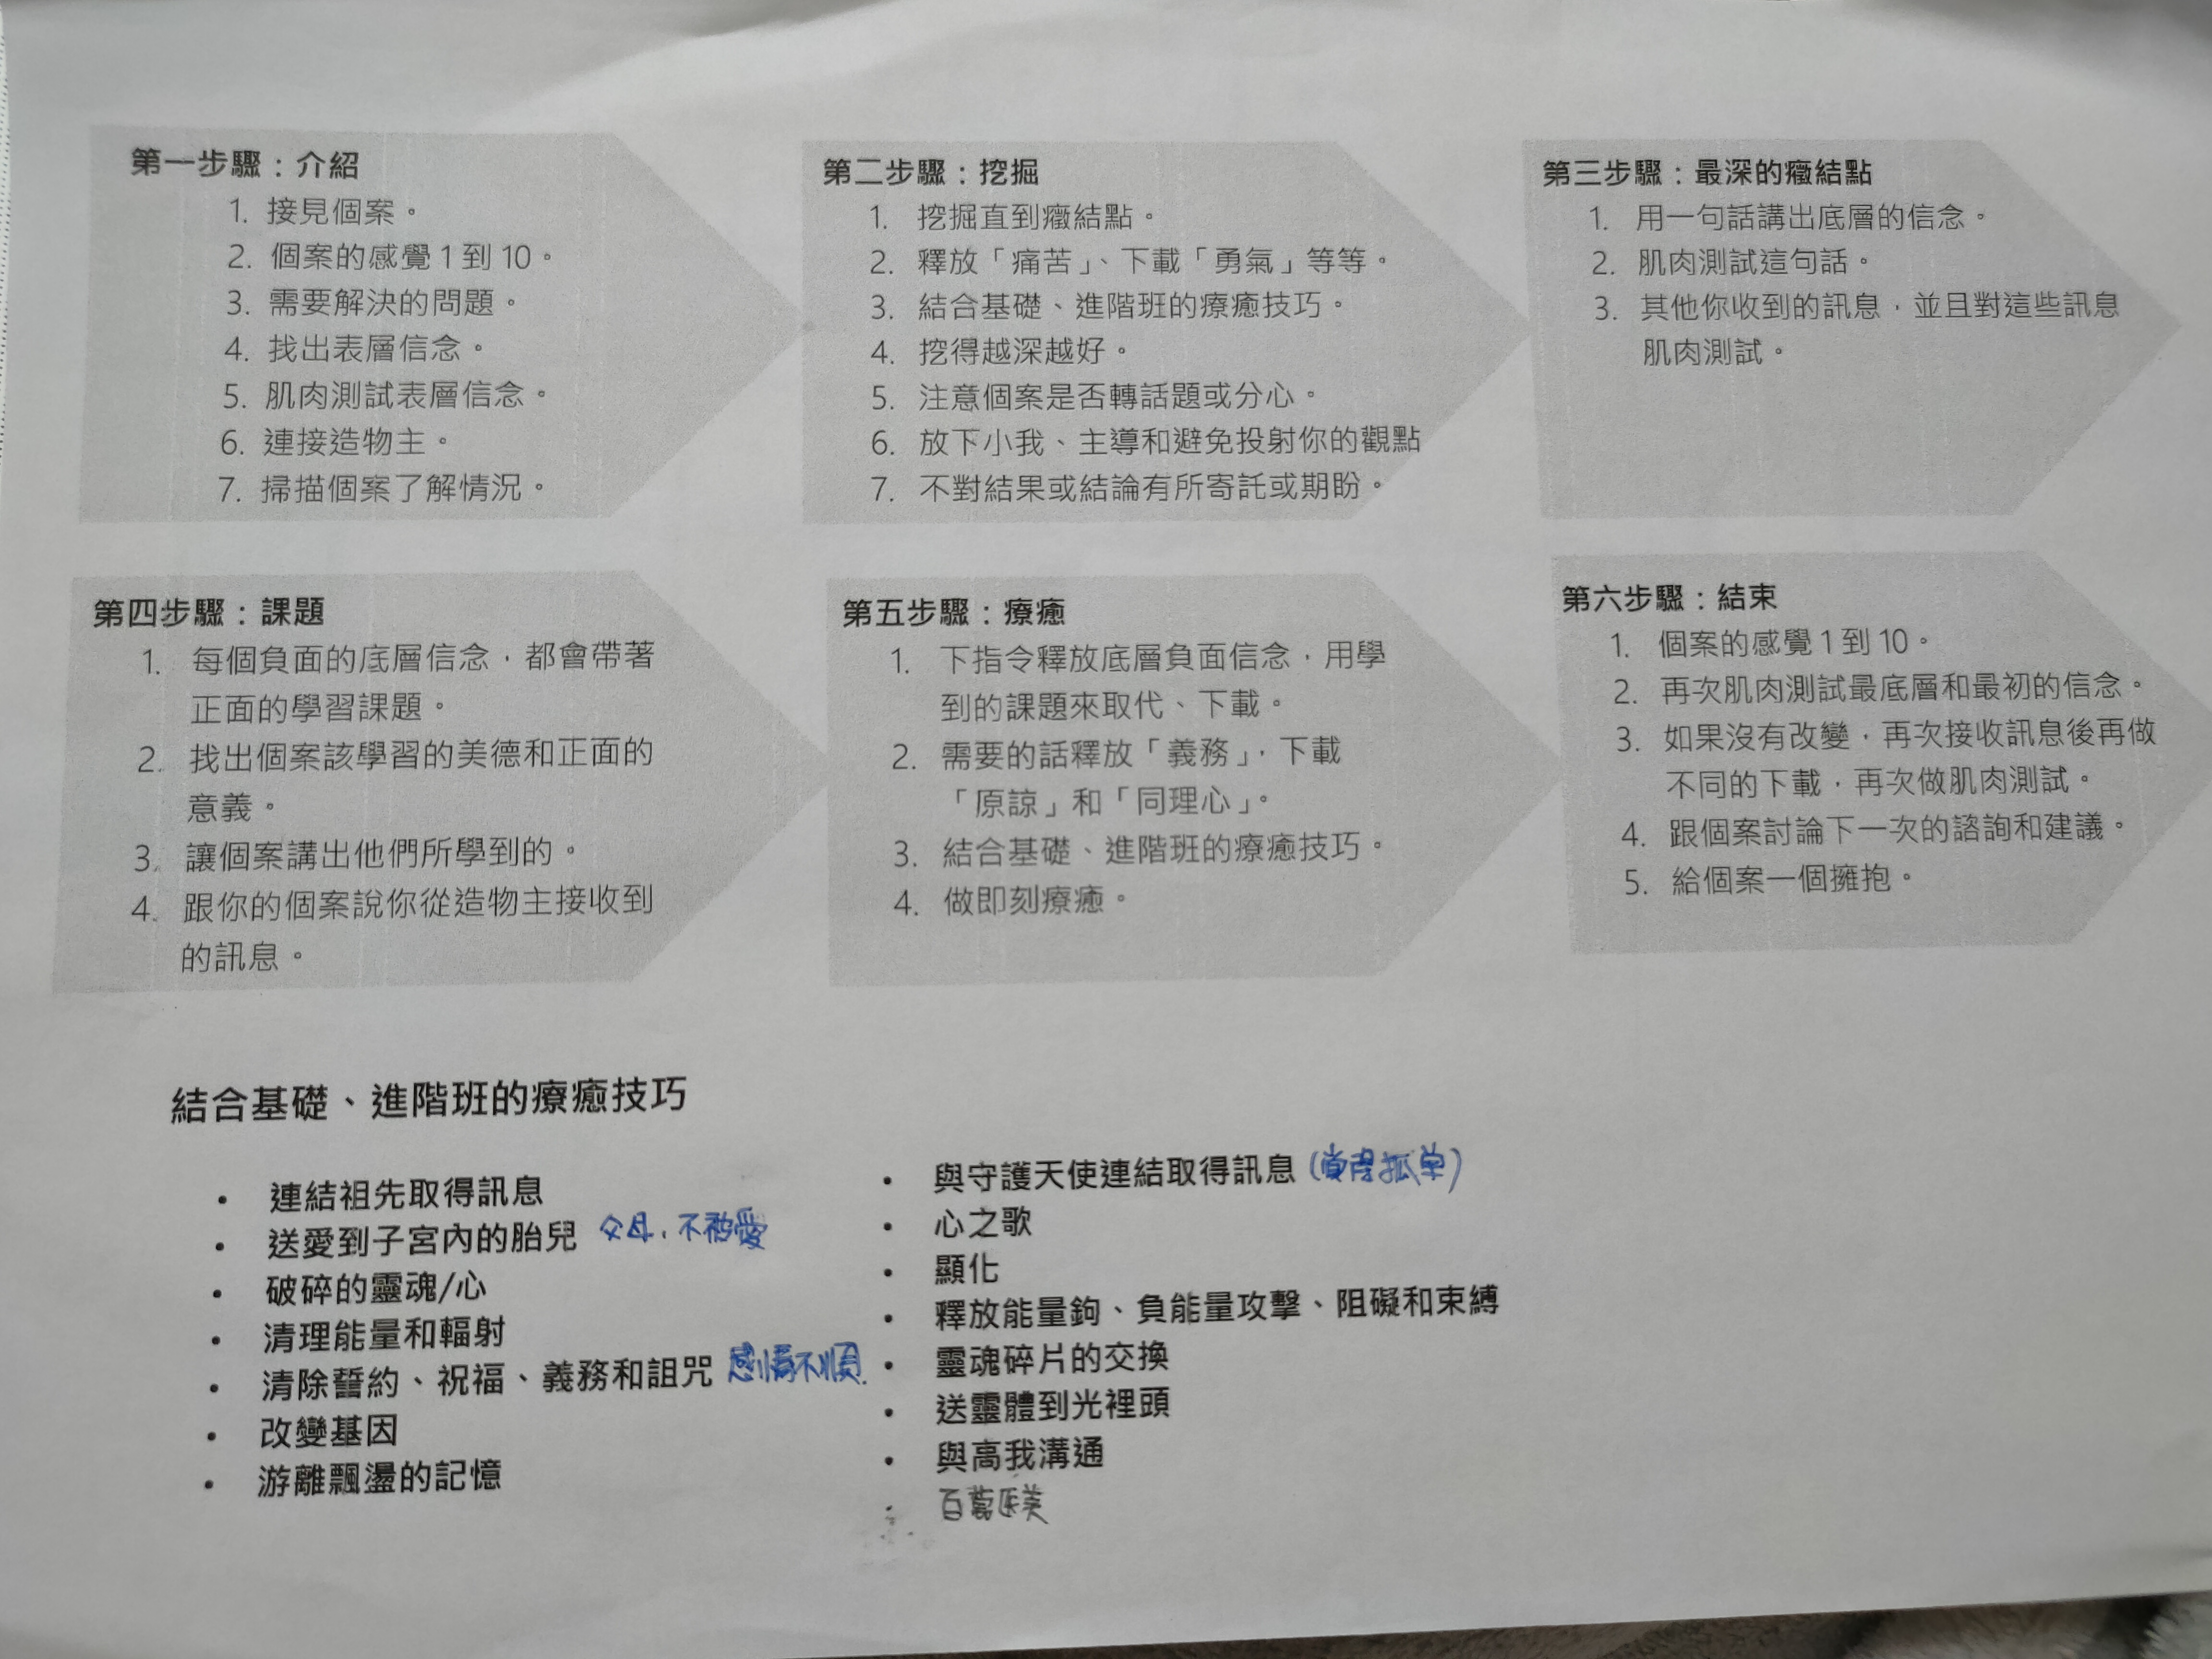 第一步驟：介紹
1. 接見個案。
2. 個案的感覺 1 到 10。
3. 需要解決的問題。
4. 找出表層信念。
5. 肌肉測試表層信念。
6. 連接造物主。
7. 掃描個案了解情況。
第二步驟：挖掘
1. 挖掘直到癥結點。
2. 釋放「痛苦」、下載「勇氣」等等。
3. 結合基礎、進階班的療癒技巧。
4. 挖得越深越好。
5. 注意個案是否轉話題或分心。
6. 放下小我、主導和避免投射你的觀點
7. 不對結果或結論有所寄託或期盼。
第三步驟：最深的癥結點
1. 用一句話講出底層的信念。
2. 肌肉測試這句話。
3. 其他你收到的訊息，並且對這些訊息
肌肉測試。
第四步驟：課題
1. 每個負面的底層信念，都會帶著
正面的學習課題。
2. 找出個案該學習的美德和正面的
意義。
3. 讓個案講出他們所學到的。
4. 跟你的個案說你從造物主接收到
的訊息。
第五步驟：療癒
1. 下指令釋放底層負面信念，用學
到的課題來取代、下載。
2. 需要的話釋放「義務」，下載
「原諒」和「同理心」。
3. 結合基礎、進階班的療癒技巧。
4. 做即刻療癒。
第六步驟：結束
1. 個案的感覺 1 到 10。
2. 再次肌肉測試最底層和最初的信念。
3. 如果沒有改變，再次接收訊息後再做
不同的下載，再次做肌肉測試。
4. 跟個案討論下一次的諮詢和建議。
5. 給個案一個擁抱。
結合基礎、進階班的療癒技巧
• 連結祖先取得訊息
• 送愛到子宮內的胎兒 父母、不被愛
• 破碎的靈魂/心
• 清理能量和輻射
• 清除誓約、祝福、義務和詛咒 感情不順.
• 改變基因
• 游離飄盪的記憶
• 與守護天使連結取得訊息 (孤單)
• 心之歌
• 顯化
• 釋放能量鉤、負能量攻擊、阻礙和束縛
• 靈魂碎片的交換
• 送靈體到光裡頭
• 與高我溝通
• 百萬